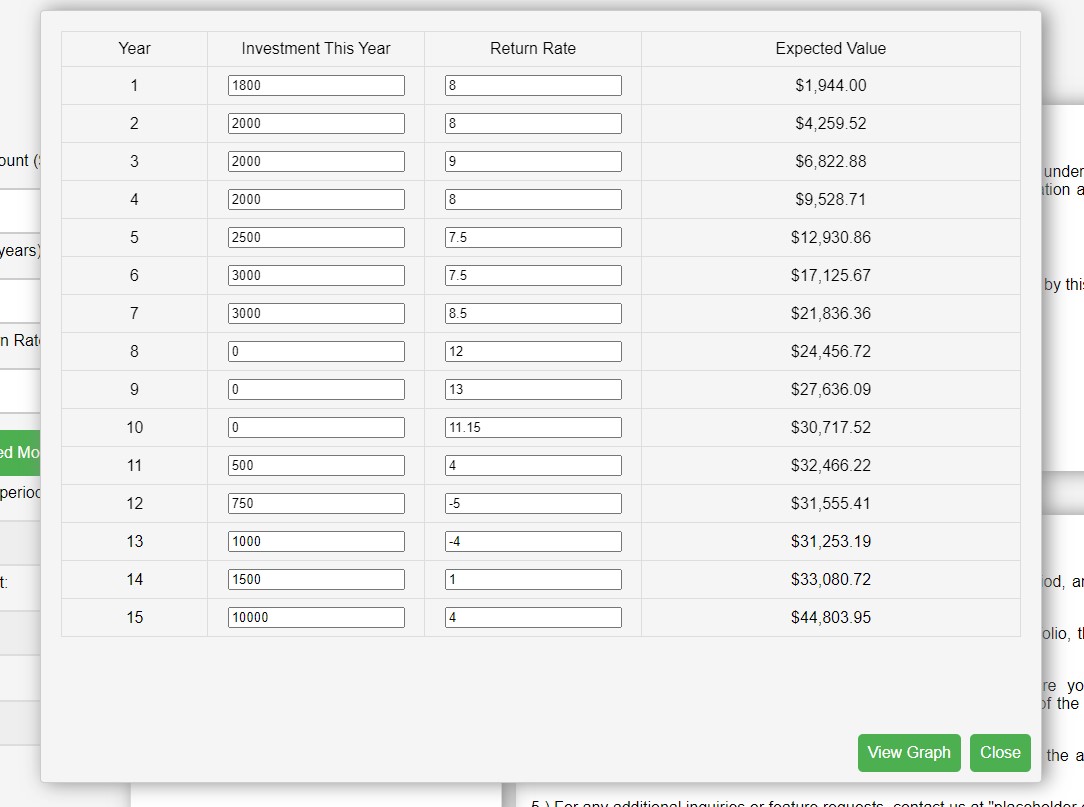 Year Investment This Year Return Rate Expected Value
1 1800 8 $1,944.00
2 2000 8 $4,259.52
ount (
3 2000 9 $6,822.88
under
4 2000 8 $9,528.71
ation a
5 2500 7.5 $12,930.86
years)
6 3000 7.5 $17,125.67
by this
7 3000 8.5 $21,836.36
n Rate
8 0 12 $24,456.72
9 0 13 $27,636.09
10 0 11.15 $30,717.52
ed Mo
11 500 4 $32,466.22
period
12 750 -5 $31,555.41
13 1000 -4 $31,253.19
t:
14 1500 1 $33,080.72
od, an
15 10000 4 $44,803.95
olio, th
re yo
of the
View Graph Close
the a
5.) For any additional inquiries or feature requests, contact us at "placeholder